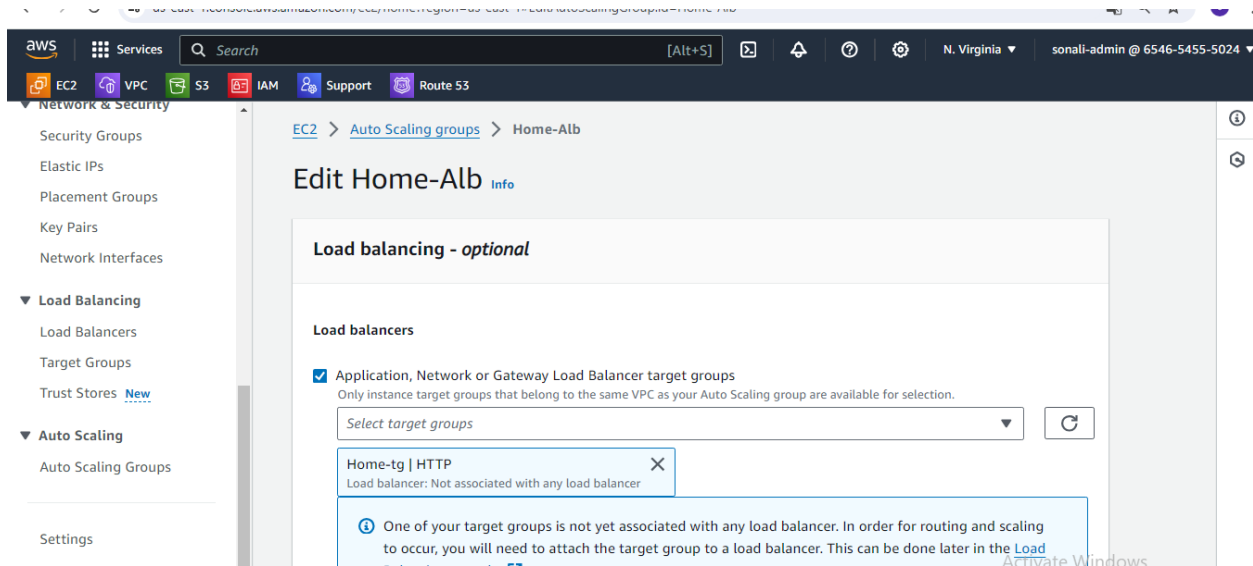 aws Services Search [Alt+S] N. Virginia sonali-admin @ 6546-5455-5024
EC2 VPC S3 IAM Support Route 53
Network & Security
Security Groups
Elastic IPs
Placement Groups
Key Pairs
Network Interfaces
Load Balancing
Load Balancers
Target Groups
Trust Stores New
Auto Scaling
Auto Scaling Groups
Settings
EC2 > Auto Scaling groups > Home-Alb
Edit Home-Alb Info
Load balancing - optional
Load balancers
Application, Network or Gateway Load Balancer target groups
Only instance target groups that belong to the same VPC as your Auto Scaling group are available for selection.
Select target groups
Home-tg | HTTP
Load balancer: Not associated with any load balancer
One of your target groups is not yet associated with any load balancer. In order for routing and scaling
to occur, you will need to attach the target group to a load balancer. This can be done later in the Load
Activate Windows